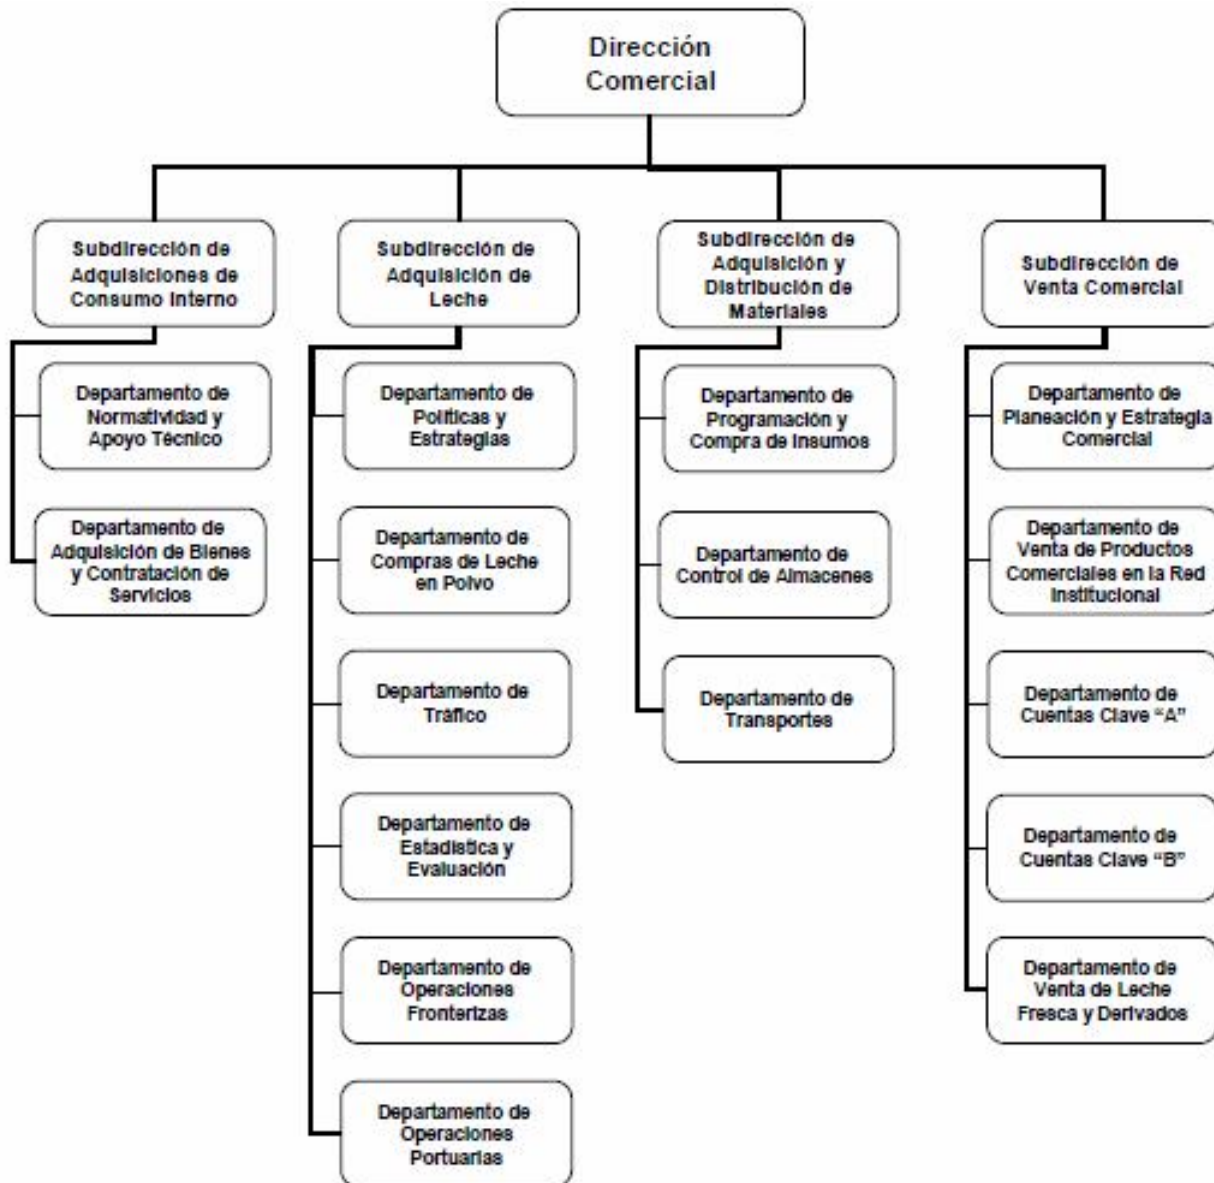 Dirección
Comercial
Subdirección de
Adquisiciones de
Consumo Interno
Subdirección de
Adquisición de
Leche
Subdirección de
Adquisición y
Distribución de
Materiales
Subdirección de
Venta Comercial
Departamento de
Normatividad y
Apoyo Técnico
Departamento de
Adquisición de Bienes
y Contratación de
Servicios
Departamento de
Políticas y
Estrategias
Departamento de
Compras de Leche
en Polvo
Departamento de
Tráfico
Departamento de
Estadística y
Evaluación
Departamento de
Operaciones
Fronterizas
Departamento de
Operaciones
Portuarias
Departamento de
Programación y
Compra de Insumos
Departamento de
Control de Almacenes
Departamento de
Transportes
Departamento de
Planeación y Estrategia
Comercial
Departamento de
Venta de Productos
Comerciales en la Red
Institucional
Departamento de
Cuentas Clave “A”
Departamento de
Cuentas Clave “B”
Departamento de
Venta de Leche
Fresca y Derivados